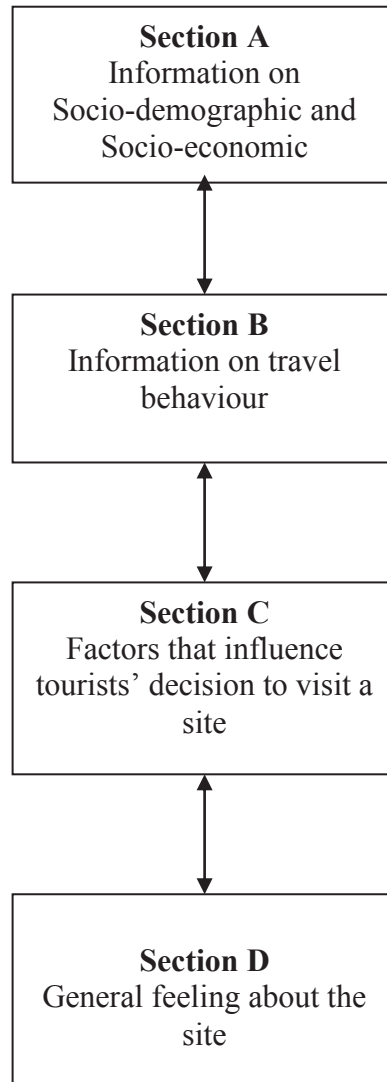 Section A
Information on
Socio-demographic and
Socio-economic
Section B
Information on travel
behaviour
Section C
Factors that influence
tourists’ decision to visit a
site
Section D
General feeling about the
site